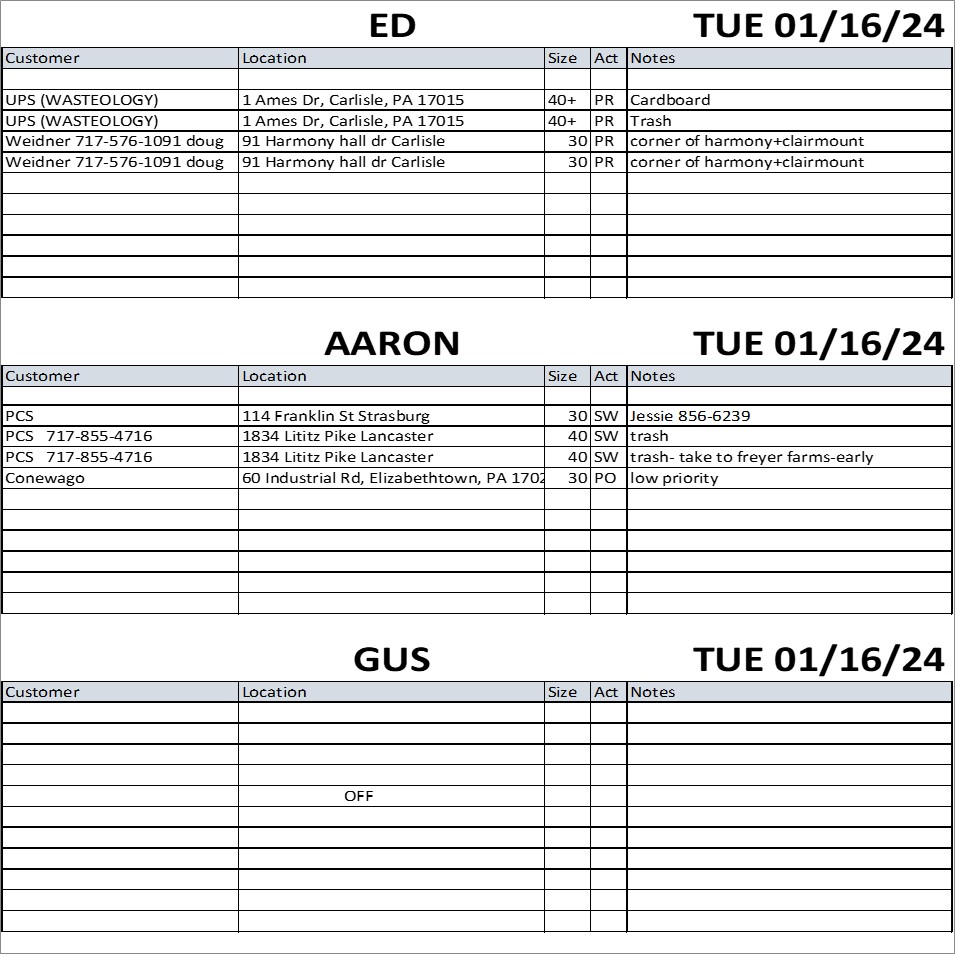 ED TUE 01/16/24
Customer Location Size Act Notes
UPS (WASTEOLOGY) 1 Ames Dr, Carlisle, PA 17015 40+ PR Cardboard
UPS (WASTEOLOGY) 1 Ames Dr, Carlisle, PA 17015 40+ PR Trash
Weidner 717-576-1091 doug 91 Harmony hall dr Carlisle 30 PR corner of harmony+clairmount
Weidner 717-576-1091 doug 91 Harmony hall dr Carlisle 30 PR corner of harmony+clairmount
AARON TUE 01/16/24
Customer Location Size Act Notes
PCS 114 Franklin St Strasburg 30 SW Jessie 856-6239
PCS 717-855-4716 1834 Lititz Pike Lancaster 40 SW trash
PCS 717-855-4716 1834 Lititz Pike Lancaster 40 SW trash- take to freyer farms-early
Conewago 60 Industrial Rd, Elizabethtown, PA 1702 30 PO low priority
GUS TUE 01/16/24
Customer Location Size Act Notes
OFF